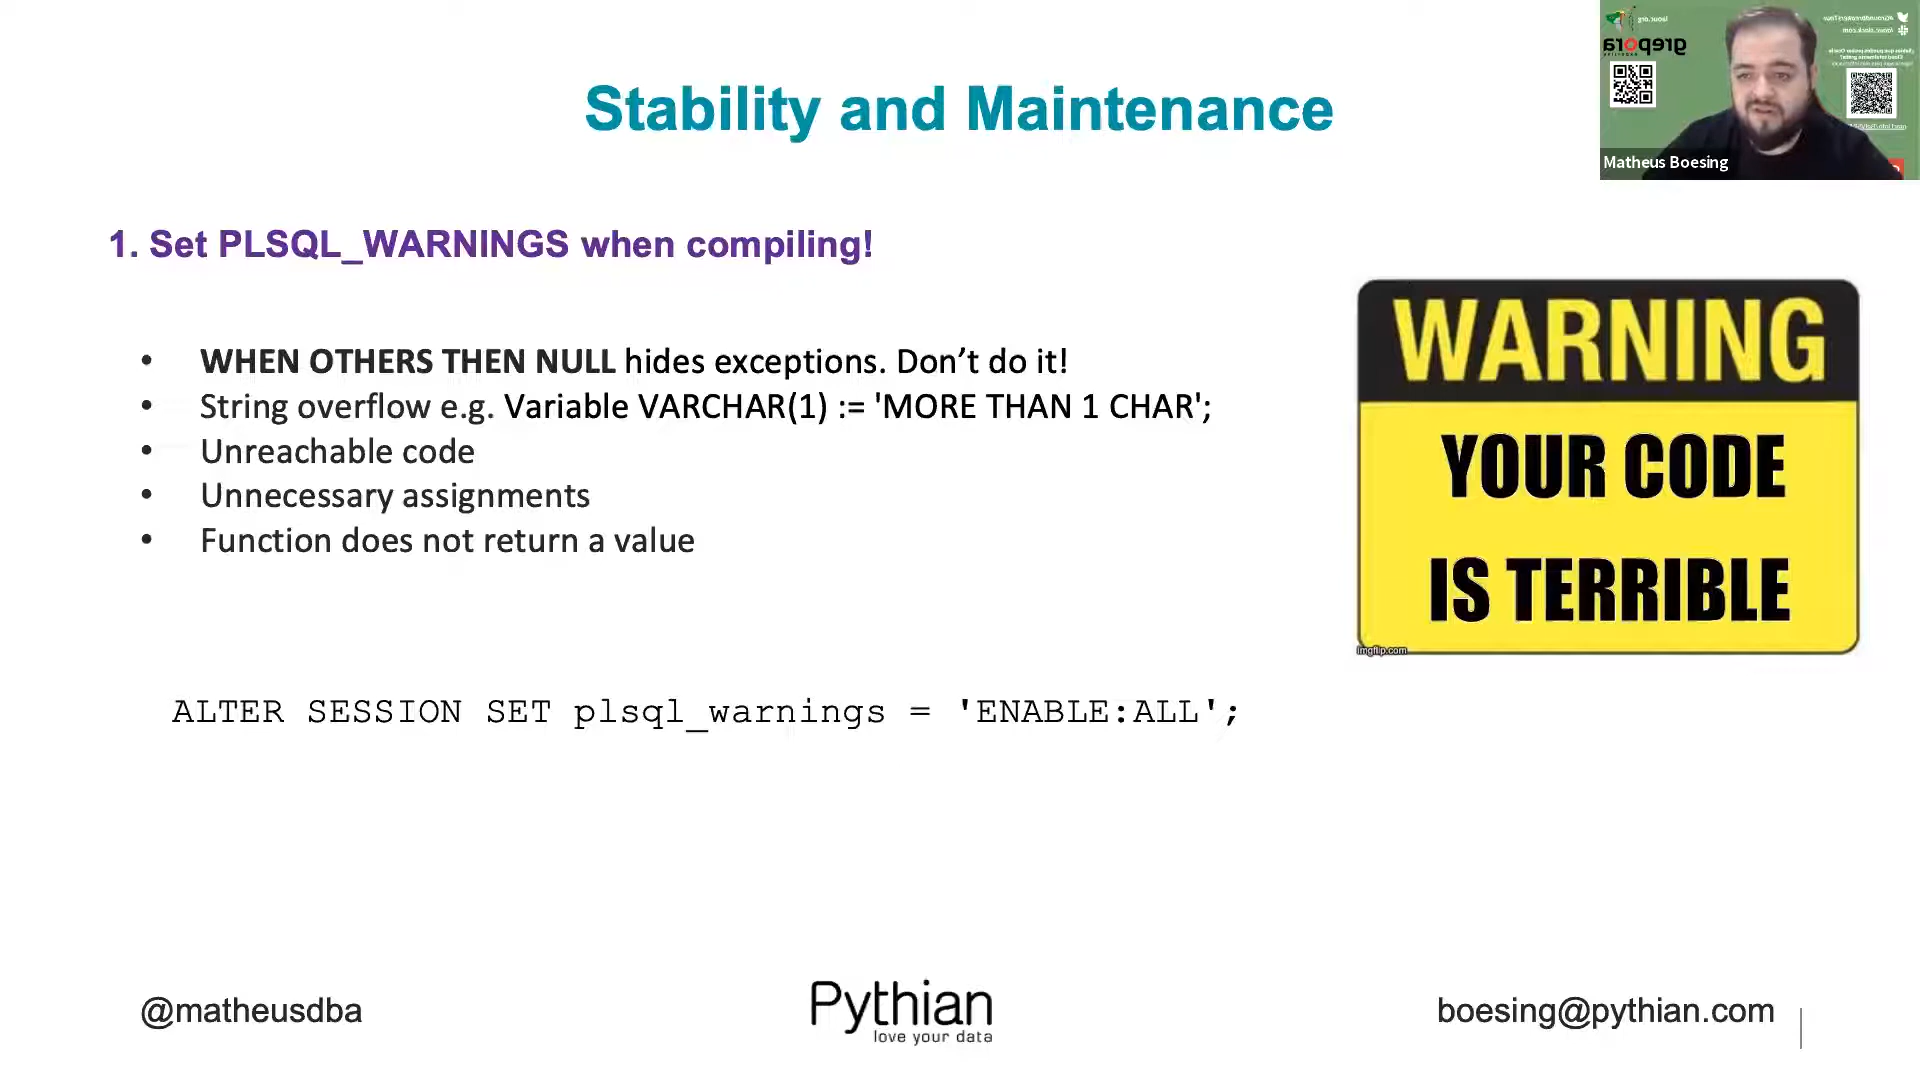 Stability and Maintenance
Matheus Boesing
1. Set PLSQL_WARNINGS when compiling!
• WHEN OTHERS THEN NULL hides exceptions. Don’t do it!
• String overflow e.g. Variable VARCHAR(1) := 'MORE THAN 1 CHAR';
• Unreachable code
• Unnecessary assignments
• Function does not return a value
WARNING
YOUR CODE
IS TERRIBLE
imgflip.com
ALTER SESSION SET plsql_warnings = 'ENABLE:ALL';
@matheusdba
Pythian
love your data
boesing@pythian.com
grepora